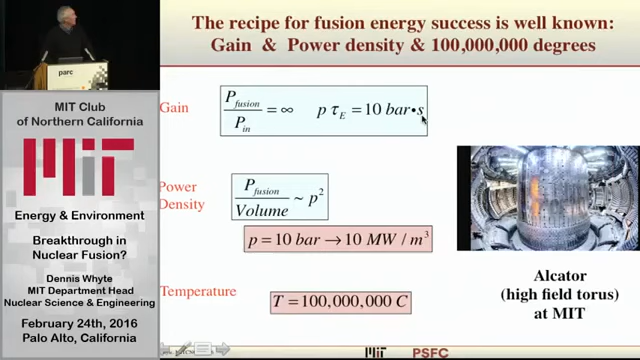 The recipe for fusion energy success is well known:
Gain & Power density & 100,000,000 degrees
parc
MIT Club
of Northern California
MIT
Energy & Environment
Breakthrough in
Nuclear Fusion?
Dennis Whyte
MIT Department Head
Nuclear Science & Engineering
February 24th, 2016
Palo Alto, California
Gain
P_fusion / P_in = ∞ p τ_E = 10 bar•s
Power
Density
P_fusion / Volume ~ p²
p = 10 bar → 10 MW / m³
Temperature
T = 100,000,000 C
Alcator
(high field torus)
at MIT
MIT PSFC